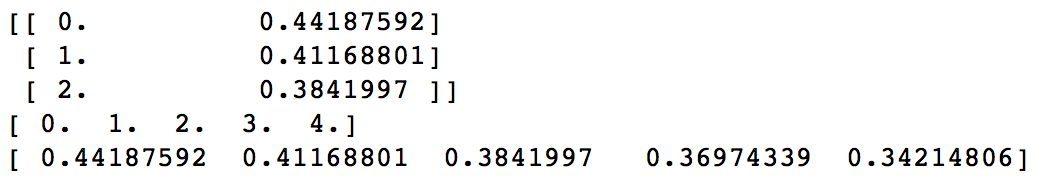 [[ 0.          0.44187592]
 [ 1.          0.41168801]
 [ 2.          0.3841997 ]]
[ 0.  1.  2.  3.  4.]
[ 0.44187592  0.41168801  0.3841997   0.36974339  0.34214806]